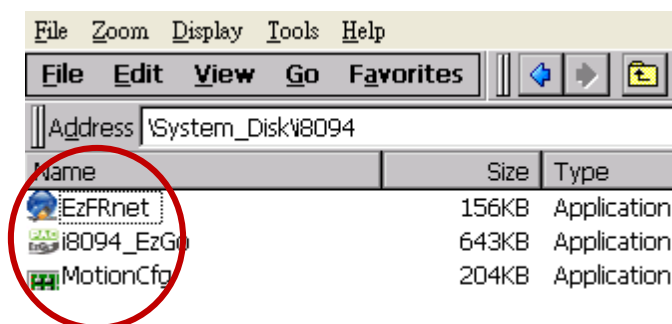 File Zoom Display Tools Help
File Edit View Go Favorites
Address \System_Disk\i8094
Name Size Type
EzFRnet 156KB Application
i8094_EzGo 643KB Application
MotionCfg 204KB Application